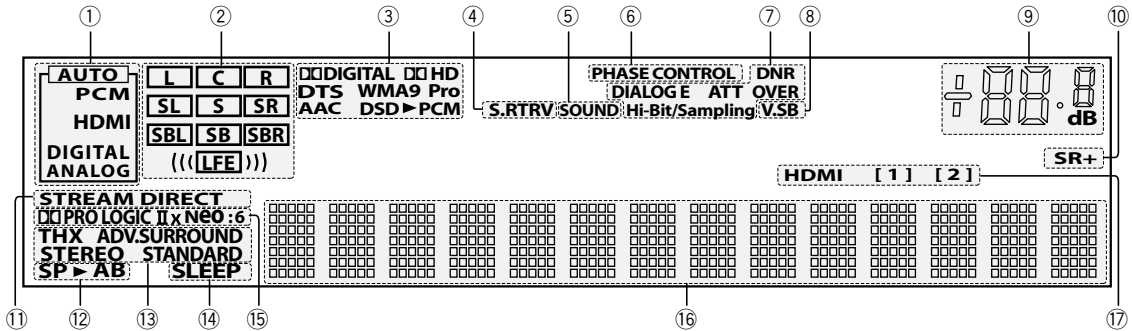 ① ② ③ ④ ⑤ ⑥ ⑦ ⑧ ⑨ ⑩
AUTO
PCM
HDMI
DIGITAL
ANALOG
L C R
SL S SR
SBL SB SBR
((( LFE )))
DIGITAL HD
DTS WMA9 Pro
AAC DSD►PCM
S.RTRV SOUND
PHASE CONTROL DNR
DIALOG E ATT OVER
Hi-Bit/Sampling V.SB
dB
SR+
HDMI [1] [2]
STREAM DIRECT
PRO LOGIC II x Neo :6
THX ADV.SURROUND
STEREO STANDARD
SP ► AB SLEEP
⑪ ⑫ ⑬ ⑭ ⑮ ⑯ ⑰